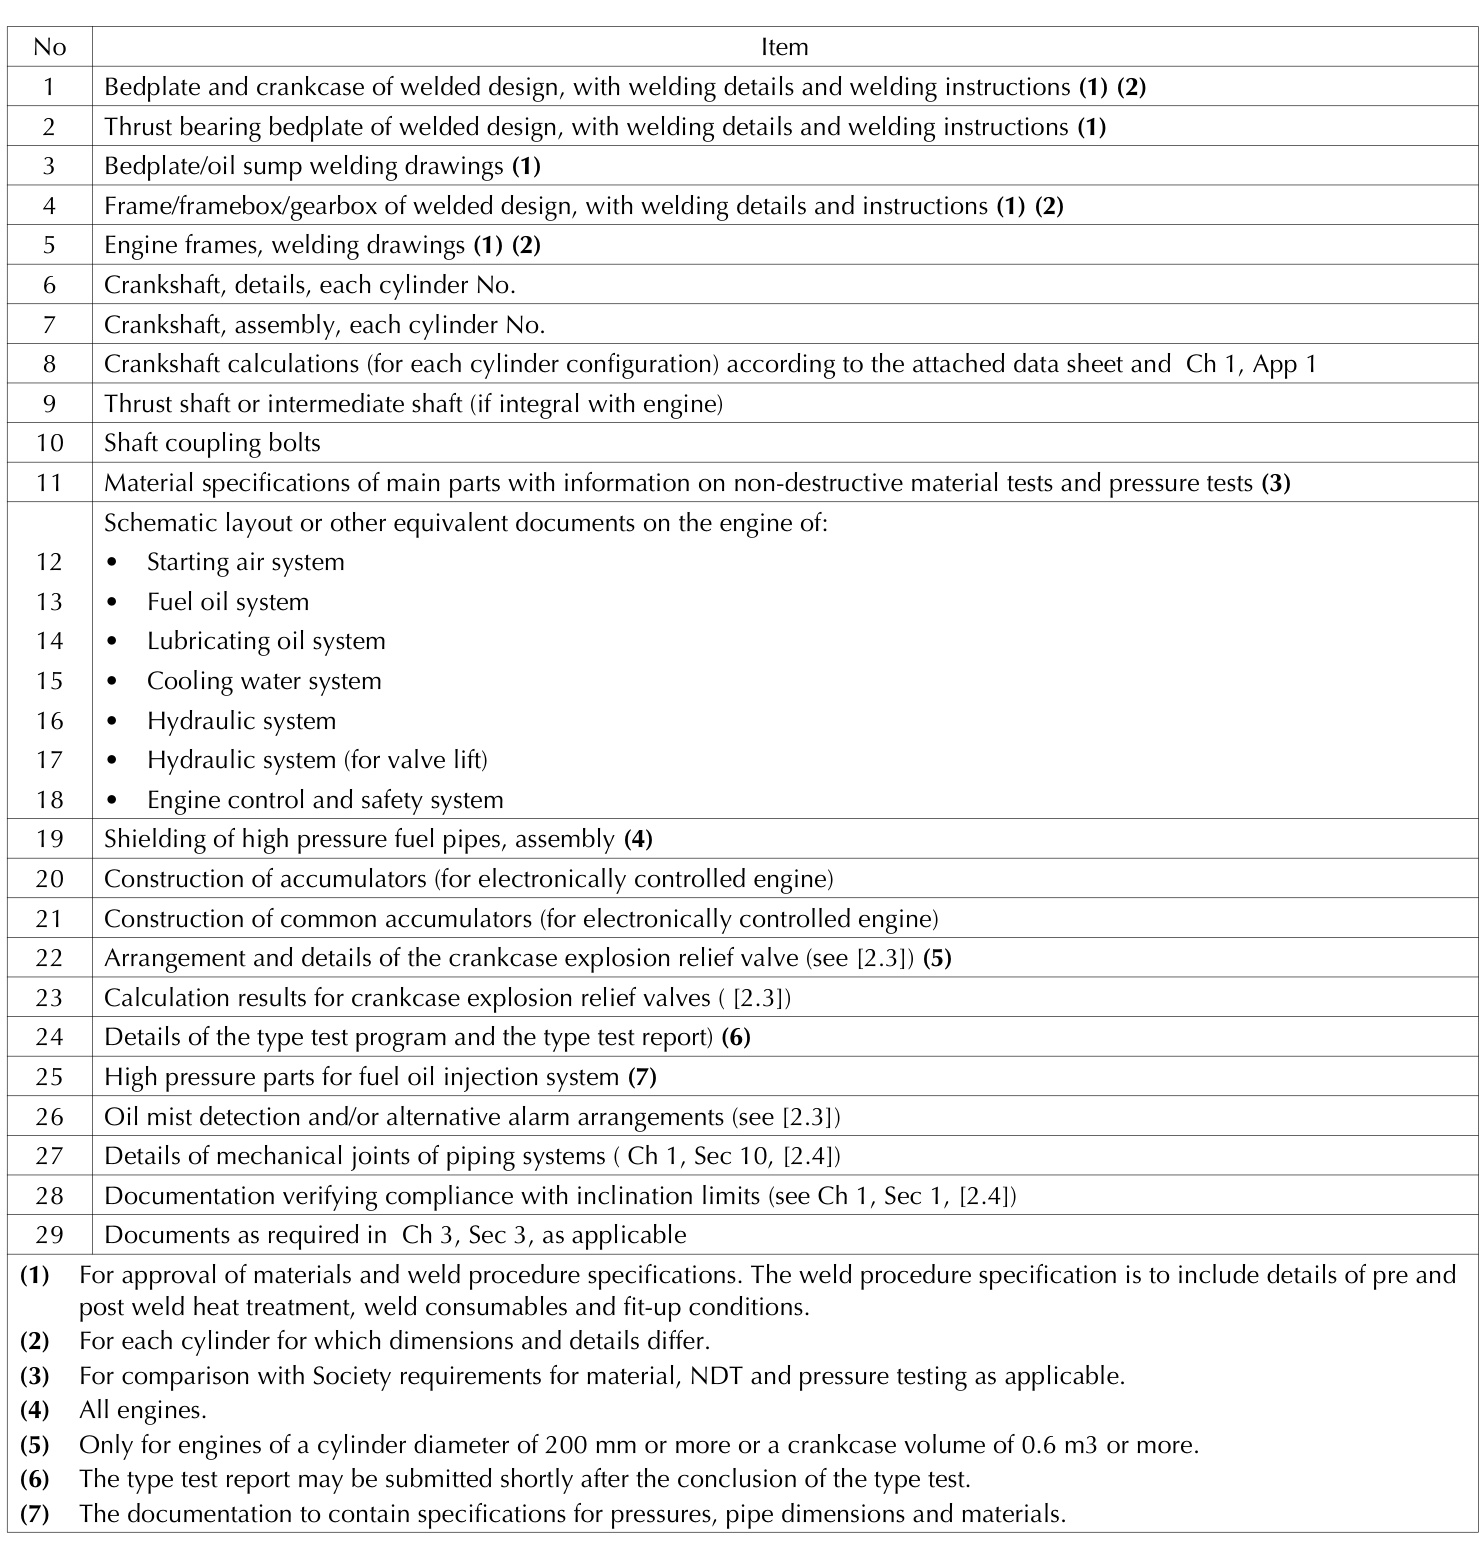 No Item
1 Bedplate and crankcase of welded design, with welding details and welding instructions (1) (2)
2 Thrust bearing bedplate of welded design, with welding details and welding instructions (1)
3 Bedplate/oil sump welding drawings (1)
4 Frame/framebox/gearbox of welded design, with welding details and instructions (1) (2)
5 Engine frames, welding drawings (1) (2)
6 Crankshaft, details, each cylinder No.
7 Crankshaft, assembly, each cylinder No.
8 Crankshaft calculations (for each cylinder configuration) according to the attached data sheet and Ch 1, App 1
9 Thrust shaft or intermediate shaft (if integral with engine)
10 Shaft coupling bolts
11 Material specifications of main parts with information on non-destructive material tests and pressure tests (3)
Schematic layout or other equivalent documents on the engine of:
12 • Starting air system
13 • Fuel oil system
14 • Lubricating oil system
15 • Cooling water system
16 • Hydraulic system
17 • Hydraulic system (for valve lift)
18 • Engine control and safety system
19 Shielding of high pressure fuel pipes, assembly (4)
20 Construction of accumulators (for electronically controlled engine)
21 Construction of common accumulators (for electronically controlled engine)
22 Arrangement and details of the crankcase explosion relief valve (see [2.3]) (5)
23 Calculation results for crankcase explosion relief valves ( [2.3])
24 Details of the type test program and the type test report) (6)
25 High pressure parts for fuel oil injection system (7)
26 Oil mist detection and/or alternative alarm arrangements (see [2.3])
27 Details of mechanical joints of piping systems ( Ch 1, Sec 10, [2.4])
28 Documentation verifying compliance with inclination limits (see Ch 1, Sec 1, [2.4])
29 Documents as required in Ch 3, Sec 3, as applicable
(1) For approval of materials and weld procedure specifications. The weld procedure specification is to include details of pre and
post weld heat treatment, weld consumables and fit-up conditions.
(2) For each cylinder for which dimensions and details differ.
(3) For comparison with Society requirements for material, NDT and pressure testing as applicable.
(4) All engines.
(5) Only for engines of a cylinder diameter of 200 mm or more or a crankcase volume of 0.6 m3 or more.
(6) The type test report may be submitted shortly after the conclusion of the type test.
(7) The documentation to contain specifications for pressures, pipe dimensions and materials.